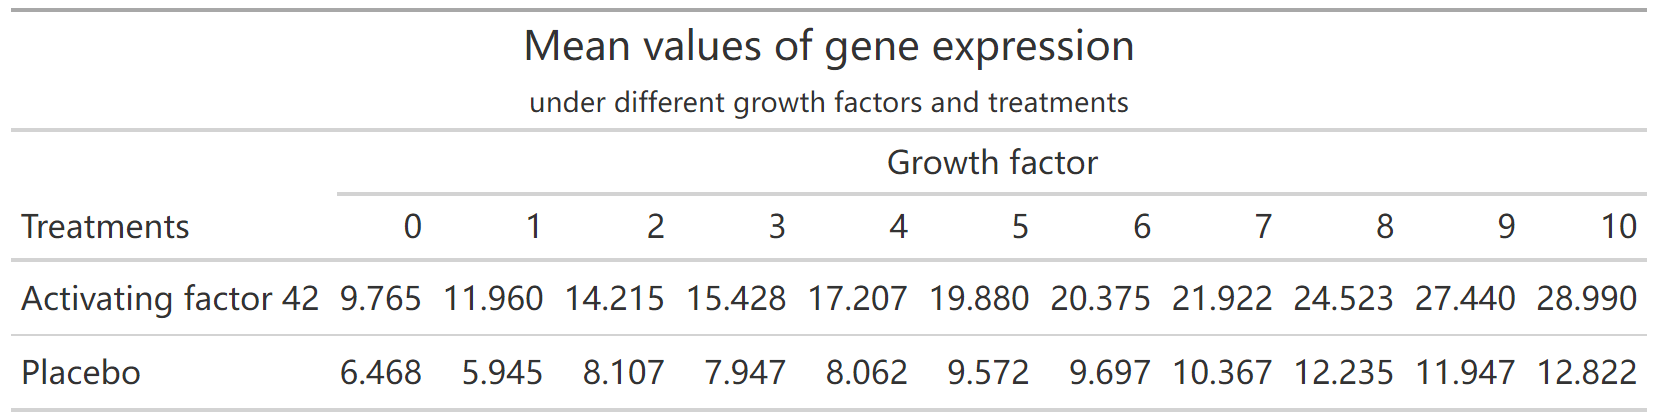 Mean values of gene expression
under different growth factors and treatments
Growth factor
Treatments 0 1 2 3 4 5 6 7 8 9 10
Activating factor 42 9.765 11.960 14.215 15.428 17.207 19.880 20.375 21.922 24.523 27.440 28.990
Placebo 6.468 5.945 8.107 7.947 8.062 9.572 9.697 10.367 12.235 11.947 12.822